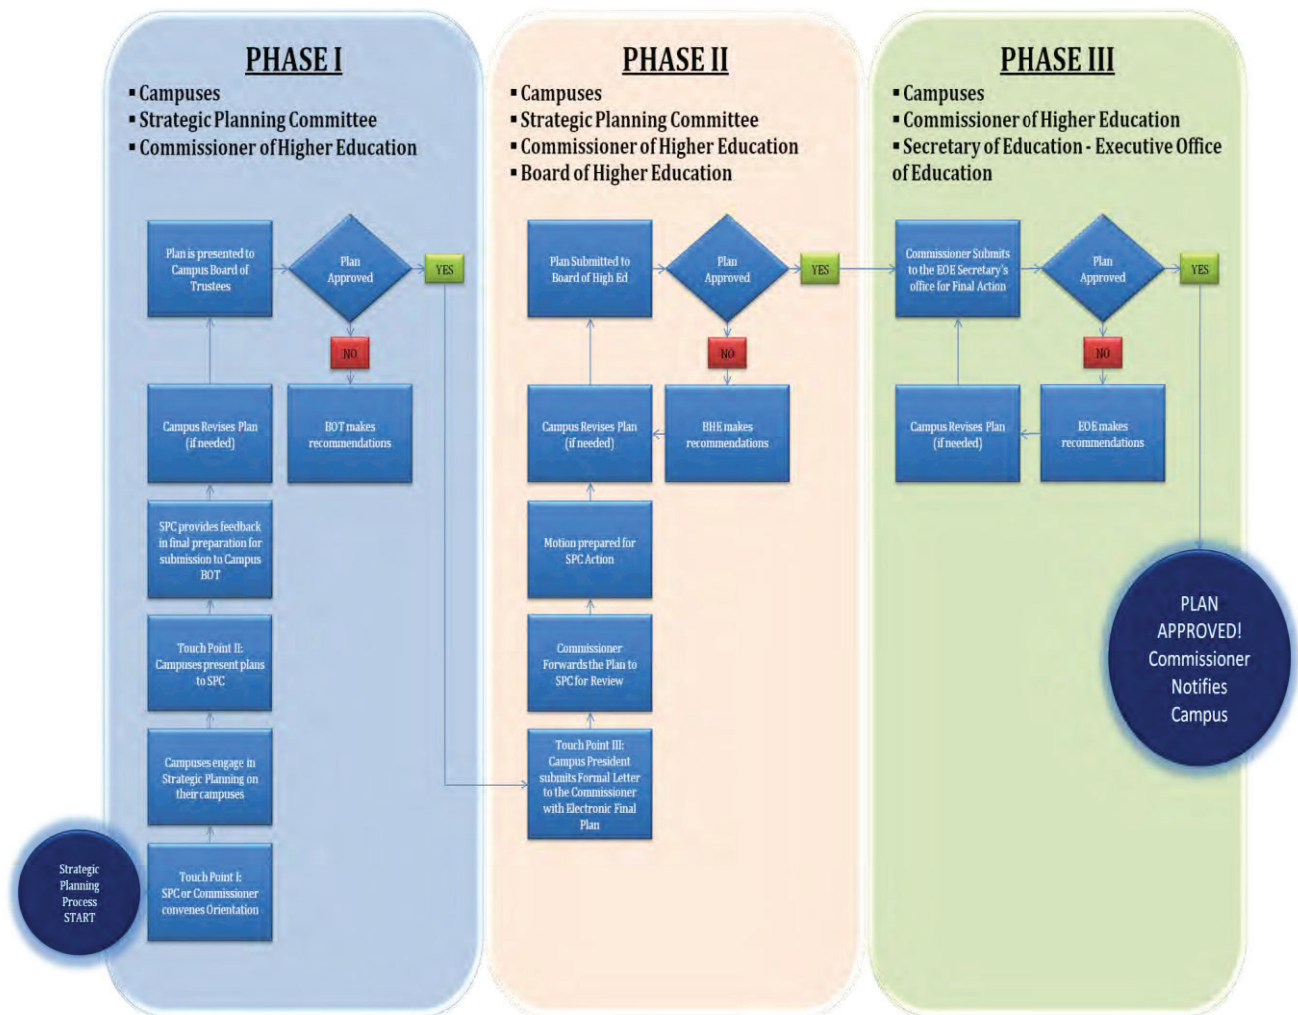 PHASE I
▪ Campuses
▪ Strategic Planning Committee
▪ Commissioner of Higher Education
Plan is presented to
Campus Board of
Trustees
Plan
Approved
YES
NO
Campus Revises Plan
(if needed)
BOT makes
recommendations
SPC provides feedback
in final preparation for
submission to Campus
BOT
Touch Point II:
Campuses present plans
to SPC
Campuses engage in
Strategic Planning on
their campuses
Strategic
Planning
Process
START
Touch Point I:
SPC or Commissioner
convenes Orientation
PHASE II
▪ Campuses
▪ Strategic Planning Committee
▪ Commissioner of Higher Education
▪ Board of Higher Education
Plan Submitted to
Board of High Ed
Plan
Approved
YES
NO
Campus Revises Plan
(if needed)
BHE makes
recommendations
Motion prepared for
SPC Action
Commissioner
Forwards the Plan to
SPC for Review
Touch Point III:
Campus President
submits Formal Letter
to the Commissioner
with Electronic Final
Plan
PHASE III
▪ Campuses
▪ Commissioner of Higher Education
▪ Secretary of Education - Executive Office
of Education
Commissioner Submits
to the EOE Secretary's
office for Final Action
Plan
Approved
YES
NO
Campus Revises Plan
(if needed)
EOE makes
recommendations
PLAN
APPROVED!
Commissioner
Notifies
Campus